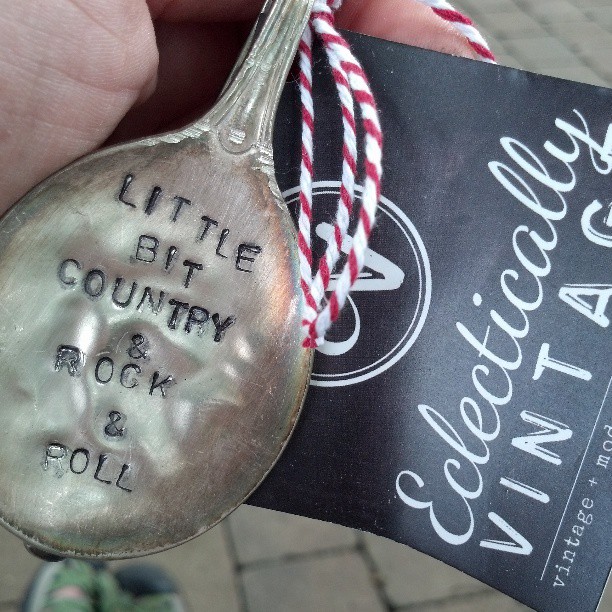 LITTLE
BIT
COUNTRY
&
ROCK
&
ROLL
Eclectically
VINTAG
vintage + mod